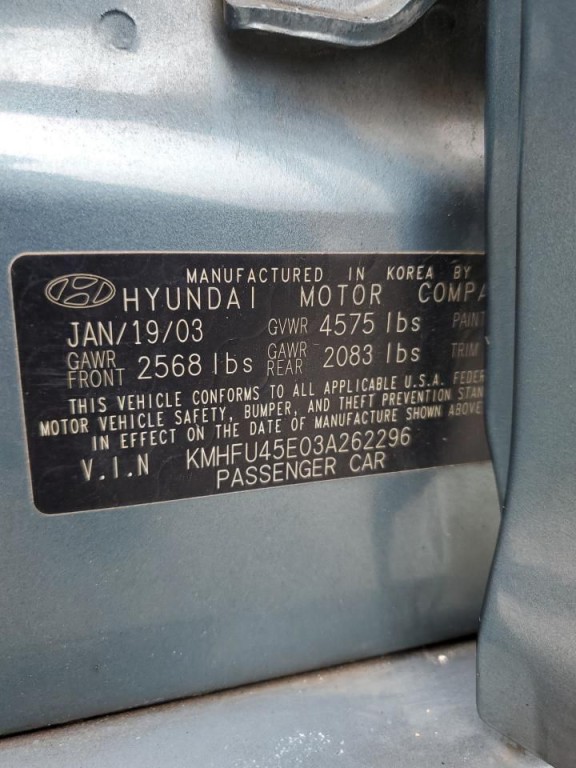 MANUFACTURED IN KOREA BY
HYUNDAI MOTOR COMPA
JAN/19/03 GVWR 4575 lbs PAINT
GAWR FRONT 2568 lbs GAWR REAR 2083 lbs TRIM
THIS VEHICLE CONFORMS TO ALL APPLICABLE U.S.A. FEDER
MOTOR VEHICLE SAFETY, BUMPER, AND THEFT PREVENTION STAN
IN EFFECT ON THE DATE OF MANUFACTURE SHOWN ABOVE
V.I.N KMHFU45E03A262296
PASSENGER CAR